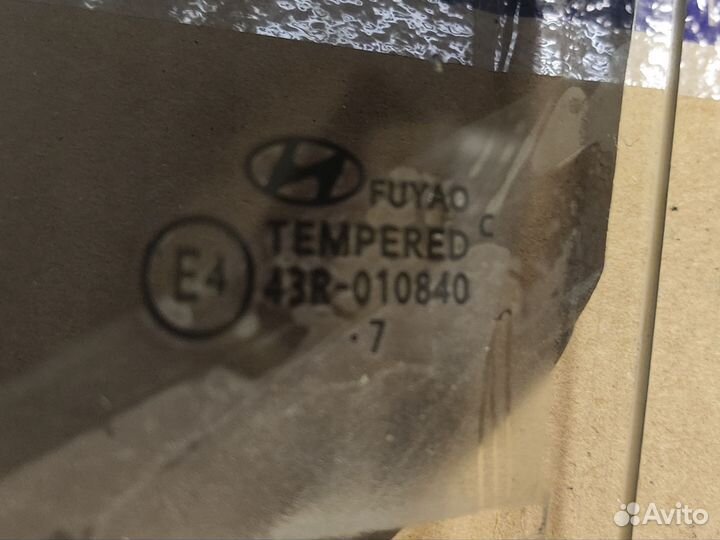 FUYAO
TEMPERED C
E4 43R-010840
.7
Avito